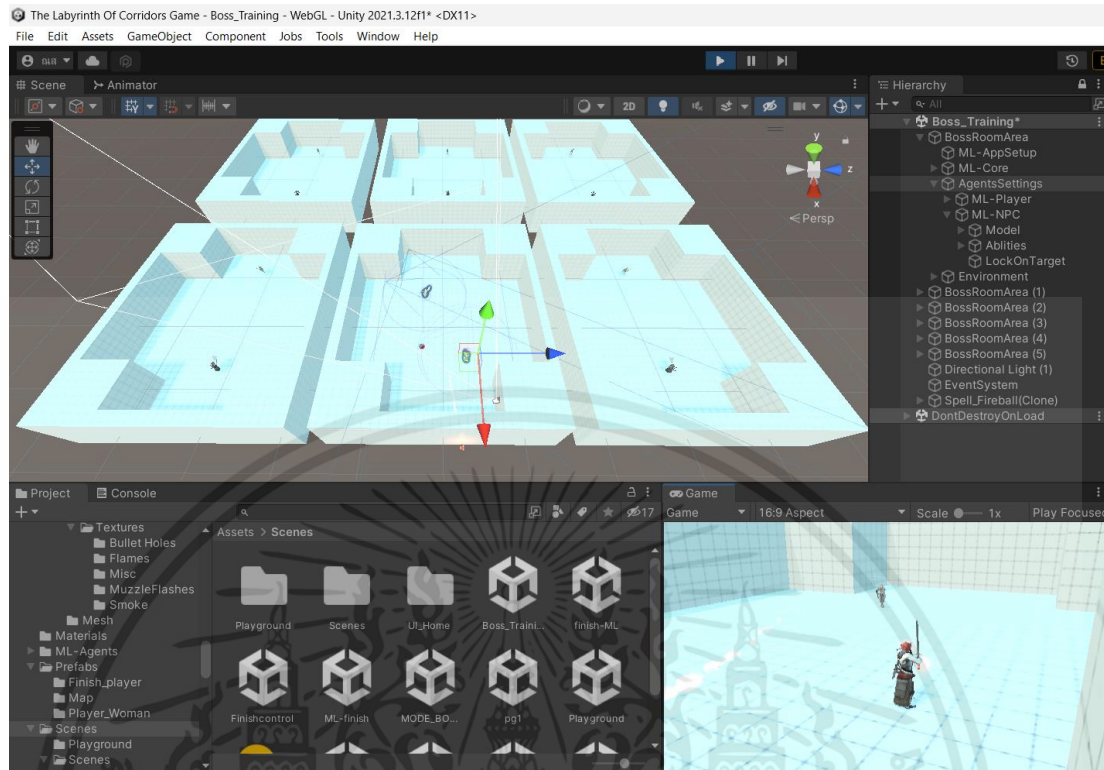 The Labyrinth Of Corridors Game - Boss_Training - WebGL - Unity 2021.3.12f1* <DX11>
File Edit Assets GameObject Component Jobs Tools Window Help
Scene Animator
2D
y
z
x
Persp
Hierarchy
All
Boss_Training*
BossRoomArea
ML-AppSetup
ML-Core
AgentsSettings
ML-Player
ML-NPC
Model
Ablities
LockOnTarget
Environment
BossRoomArea (1)
BossRoomArea (2)
BossRoomArea (3)
BossRoomArea (4)
BossRoomArea (5)
Directional Light (1)
EventSystem
Spell_Fireball(Clone)
DontDestroyOnLoad
Project Console
17
Textures
Bullet Holes
Flames
Misc
MuzzleFlashes
Smoke
Mesh
Materials
ML-Agents
Prefabs
Finish_player
Map
Player_Woman
Scenes
Playground
Scenes
Assets > Scenes
Playground Scenes UI_Home Boss_Traini... finish-ML
Finishcontrol ML-finish MODE_BO... pg1 Playground
Game
Game 16:9 Aspect Scale 1x Play Focused